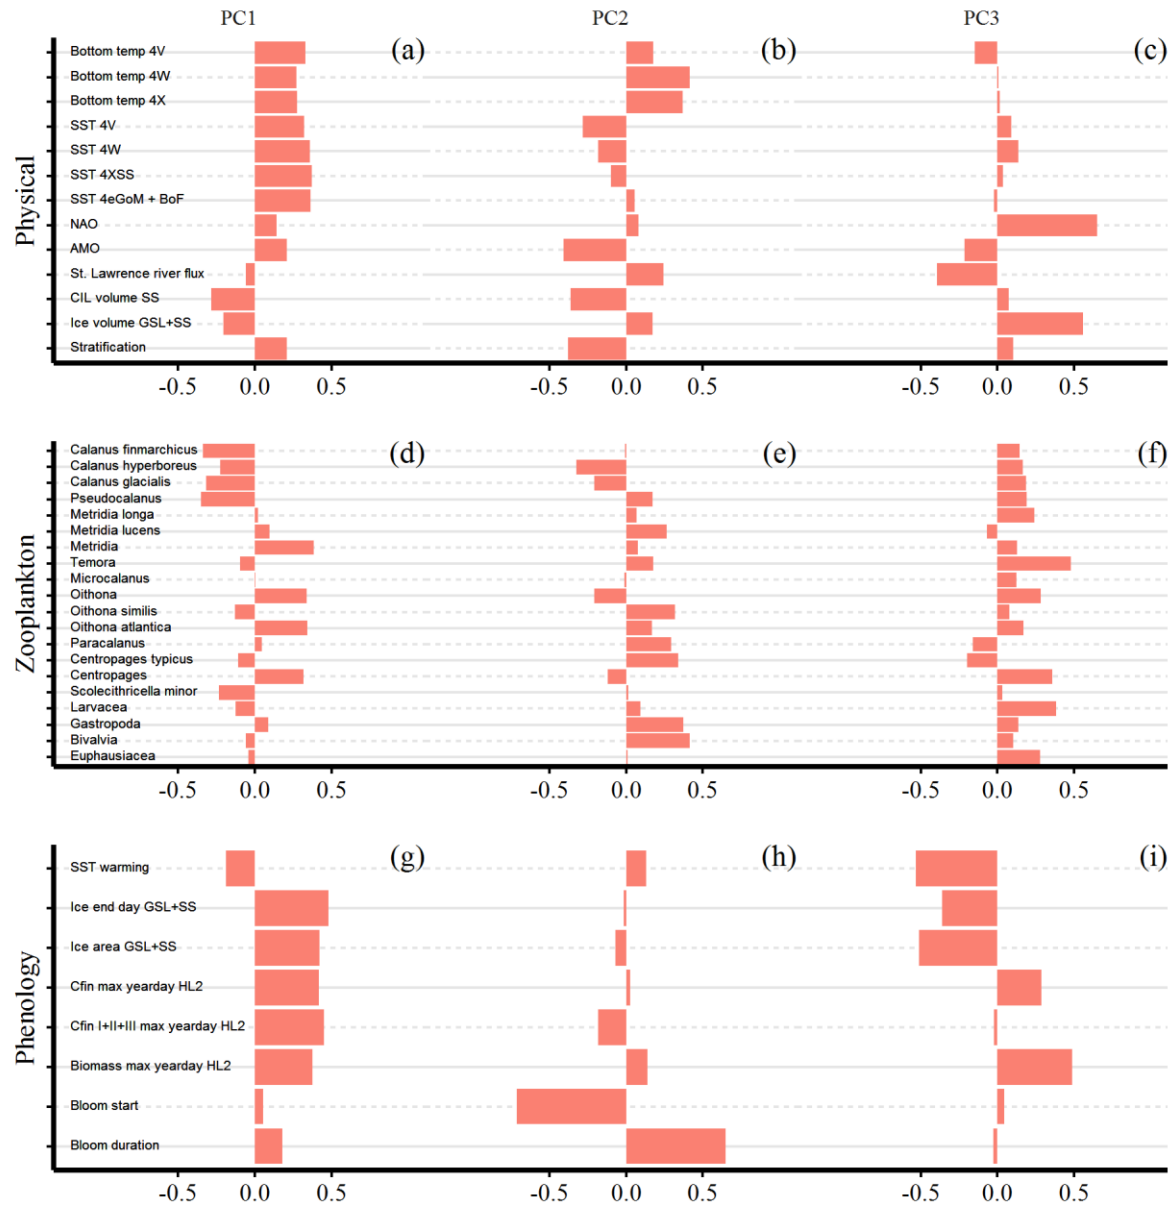 PC1 PC2 PC3
Physical
(a) (b) (c)
Bottom temp 4V
Bottom temp 4W
Bottom temp 4X
SST 4V
SST 4W
SST 4XSS
SST 4eGoM + BoF
NAO
AMO
St. Lawrence river flux
CIL volume SS
Ice volume GSL+SS
Stratification
-0.5 0.0 0.5 -0.5 0.0 0.5 -0.5 0.0 0.5
Zooplankton
(d) (e) (f)
Calanus finmarchicus
Calanus hyperboreus
Calanus glacialis
Pseudocalanus
Metridia longa
Metridia lucens
Metridia
Temora
Microcalanus
Oithona
Oithona similis
Oithona atlantica
Paracalanus
Centropages typicus
Centropages
Scolecithricella minor
Larvacea
Gastropoda
Bivalvia
Euphausiacea
-0.5 0.0 0.5 -0.5 0.0 0.5 -0.5 0.0 0.5
Phenology
(g) (h) (i)
SST warming
Ice end day GSL+SS
Ice area GSL+SS
Cfin max yearday HL2
Cfin I+II+III max yearday HL2
Biomass max yearday HL2
Bloom start
Bloom duration
-0.5 0.0 0.5 -0.5 0.0 0.5 -0.5 0.0 0.5